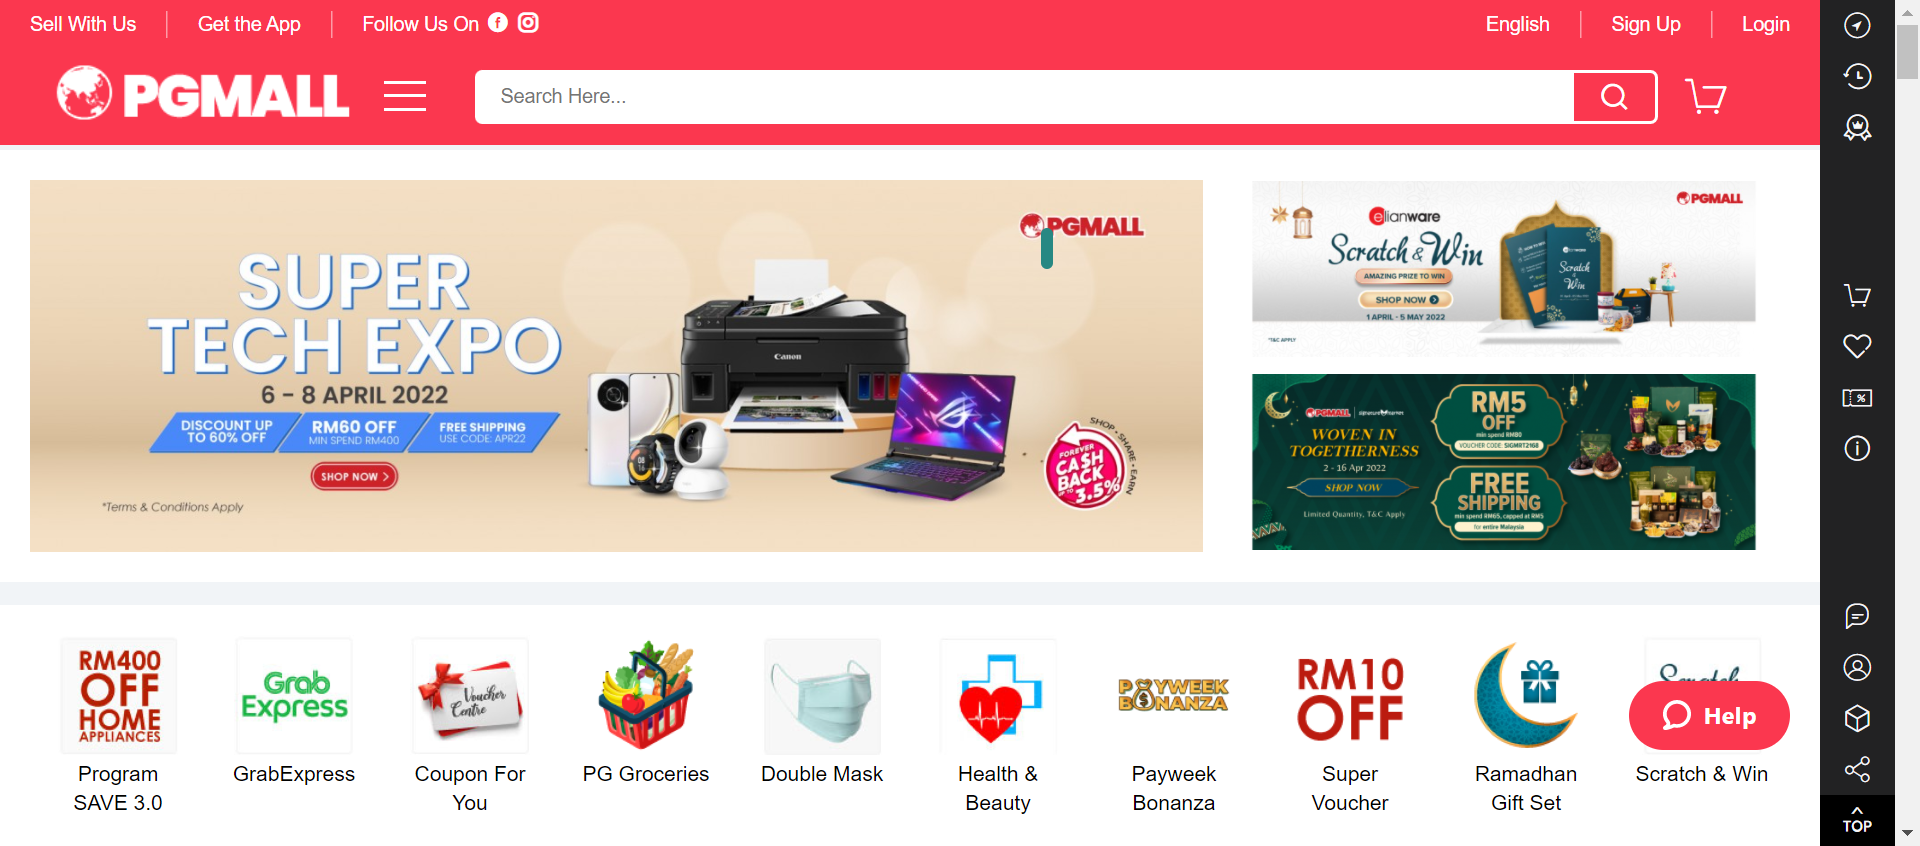 Sell With Us
Get the App
Follow Us On
English
Sign Up
Login
PGMALL
Search Here...
PGMALL
SUPER
TECH EXPO
6 – 8 APRIL 2022
DISCOUNT UP
TO 60% OFF
RM60 OFF
MIN SPEND RM400
FREE SHIPPING
USE CODE: APR22
SHOP NOW >
*Terms & Conditions Apply
Canon
SHOP • SHARE • EARN
FOREVER
CASH
BACK
UP TO 3.5%
PGMALL
elianware
Scratch & Win
AMAZING PRIZE TO WIN
SHOP NOW
1 APRIL - 5 MAY 2022
*T&C APPLY
Scratch
& Win
PGMALL
WOVEN IN
TOGETHERNESS
2 - 16 Apr 2022
SHOP NOW
Limited Quantity, T&C Apply
RM5
OFF
min spend RM80
VOUCHER CODE: SIGMRT2168
FREE
SHIPPING
min spend RM65, capped at RM5
for entire Malaysia
RM400
OFF
HOME
APPLIANCES
Program
SAVE 3.0
Grab
Express
GrabExpress
Voucher
Centre
Coupon For
You
PG Groceries
Double Mask
Health &
Beauty
PAYWEEK
BONANZA
Payweek
Bonanza
RM10
OFF
Super
Voucher
Ramadhan
Gift Set
Scratch
Scratch & Win
Help
TOP